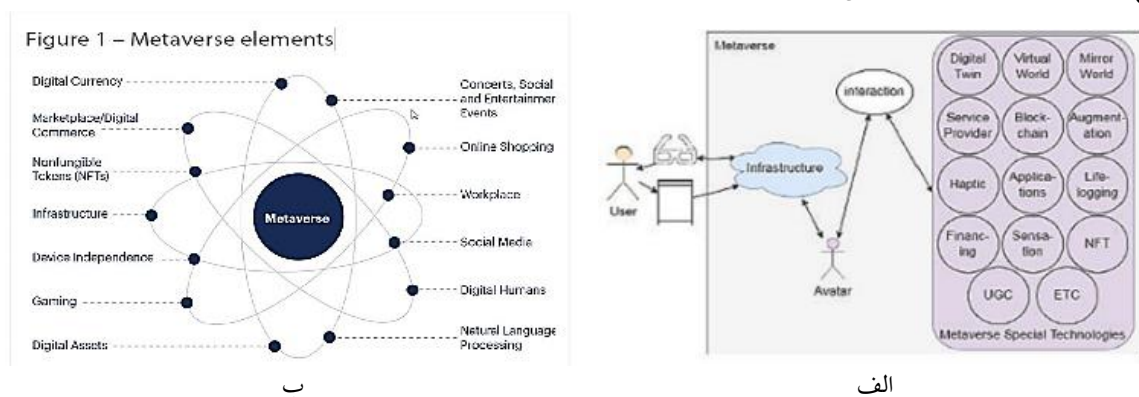 Figure 1 – Metaverse elements
Digital Currency
Marketplace/Digital
Commerce
Nonfungible
Tokens (NFTs)
Infrastructure
Device Independence
Gaming
Digital Assets
Metaverse
Concerts, Social
and Entertainmer
Events
Online Shopping
Workplace
Social Media
Digital Humans
Natural Language
Processing
ب
Metaverse
User
Infrastructure
Avatar
interaction
Digital
Twin
Virtual
World
Mirror
World
Service
Provider
Block-
chain
Augment-
ation
Haptic
Applica-
tions
Life-
logging
Financ-
ing
Sensa-
tion
NFT
UGC
ETC
Metaverse Special Technologies
الف